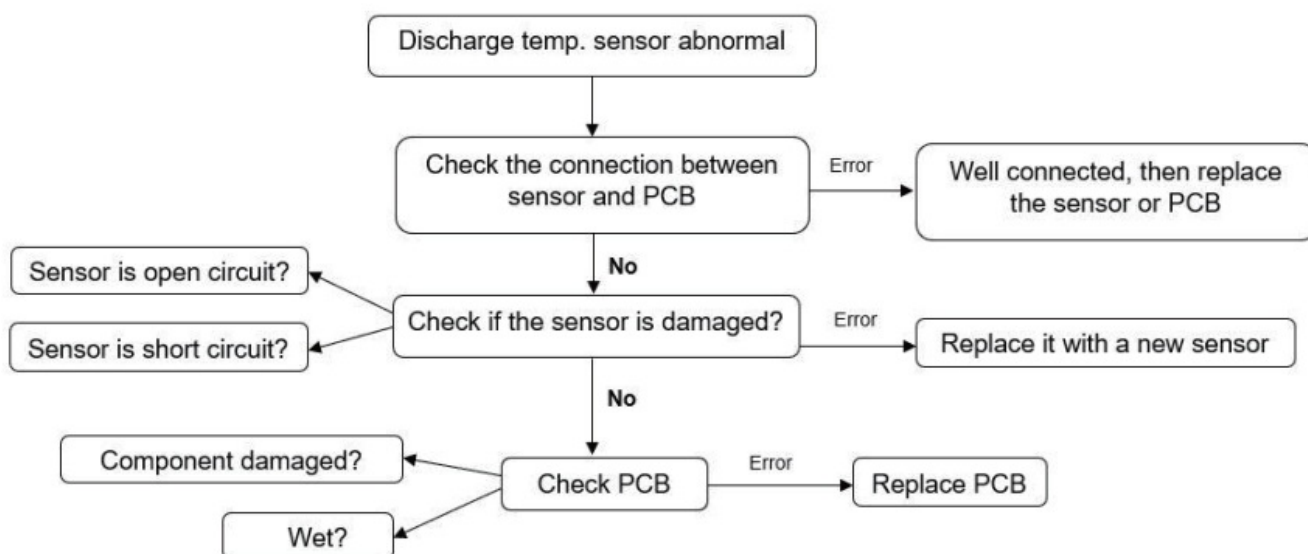 Discharge temp. sensor abnormal
Check the connection between
sensor and PCB
Error
Well connected, then replace
the sensor or PCB
No
Sensor is open circuit?
Sensor is short circuit?
Check if the sensor is damaged?
Error
Replace it with a new sensor
No
Component damaged?
Wet?
Check PCB
Error
Replace PCB